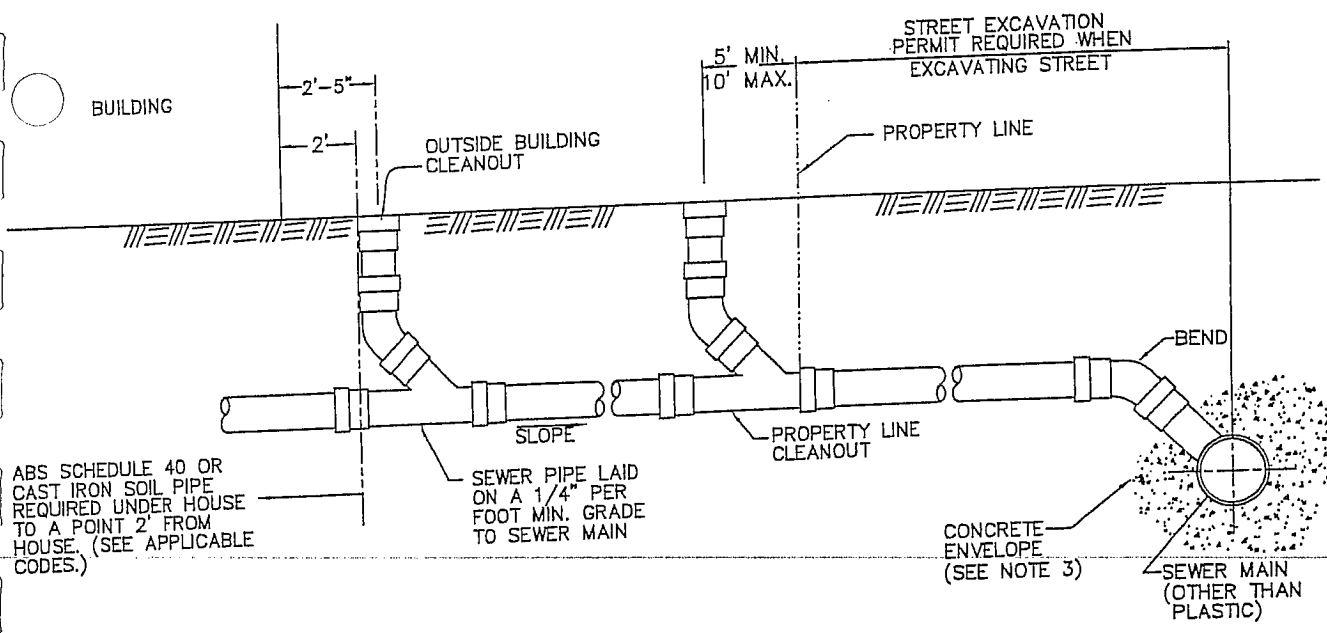 STREET EXCAVATION
PERMIT REQUIRED WHEN
EXCAVATING STREET
5' MIN.
10' MAX.
2'-5"
BUILDING
2'
OUTSIDE BUILDING
CLEANOUT
PROPERTY LINE
BEND
SLOPE
PROPERTY LINE
CLEANOUT
ABS SCHEDULE 40 OR
CAST IRON SOIL PIPE
REQUIRED UNDER HOUSE
TO A POINT 2' FROM
HOUSE. (SEE APPLICABLE
CODES.)
SEWER PIPE LAID
ON A 1/4" PER
FOOT MIN. GRADE
TO SEWER MAIN
CONCRETE
ENVELOPE
(SEE NOTE 3)
SEWER MAIN
(OTHER THAN
PLASTIC)